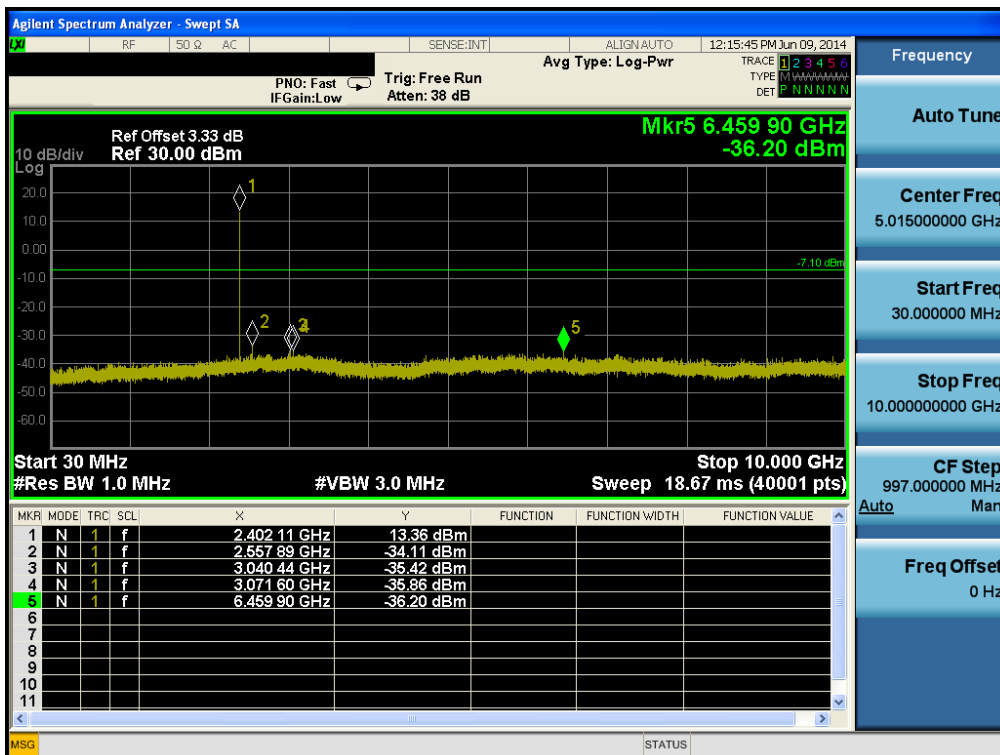 Agilent Spectrum Analyzer - Swept SA
LXI RF 50 Ω AC SENSE:INT ALIGN AUTO 12:15:45 PM Jun 09, 2014
PNO: Fast
IFGain:Low
Trig: Free Run
Atten: 38 dB
Avg Type: Log-Pwr
TRACE 1 2 3 4 5 6
TYPE M
DET P N N N N N
Ref Offset 3.33 dB
10 dB/div Ref 30.00 dBm
Log
Mkr5 6.459 90 GHz
-36.20 dBm
20.0
10.0
0.00
-10.0
-20.0
-30.0
-40.0
-50.0
-60.0
1
2
3
4
5
-7.10 dBm
Start 30 MHz Stop 10.000 GHz
#Res BW 1.0 MHz #VBW 3.0 MHz Sweep 18.67 ms (40001 pts)
MKR MODE TRC SCL X Y FUNCTION FUNCTION WIDTH FUNCTION VALUE
1 N 1 f 2.402 11 GHz 13.36 dBm
2 N 1 f 2.557 89 GHz -34.11 dBm
3 N 1 f 3.040 44 GHz -35.42 dBm
4 N 1 f 3.071 60 GHz -35.86 dBm
5 N 1 f 6.459 90 GHz -36.20 dBm
6
7
8
9
10
11
MSG STATUS
Frequency
Auto Tune
Center Freq
5.015000000 GHz
Start Freq
30.000000 MHz
Stop Freq
10.000000000 GHz
CF Step
997.000000 MHz
Auto Man
Freq Offset
0 Hz